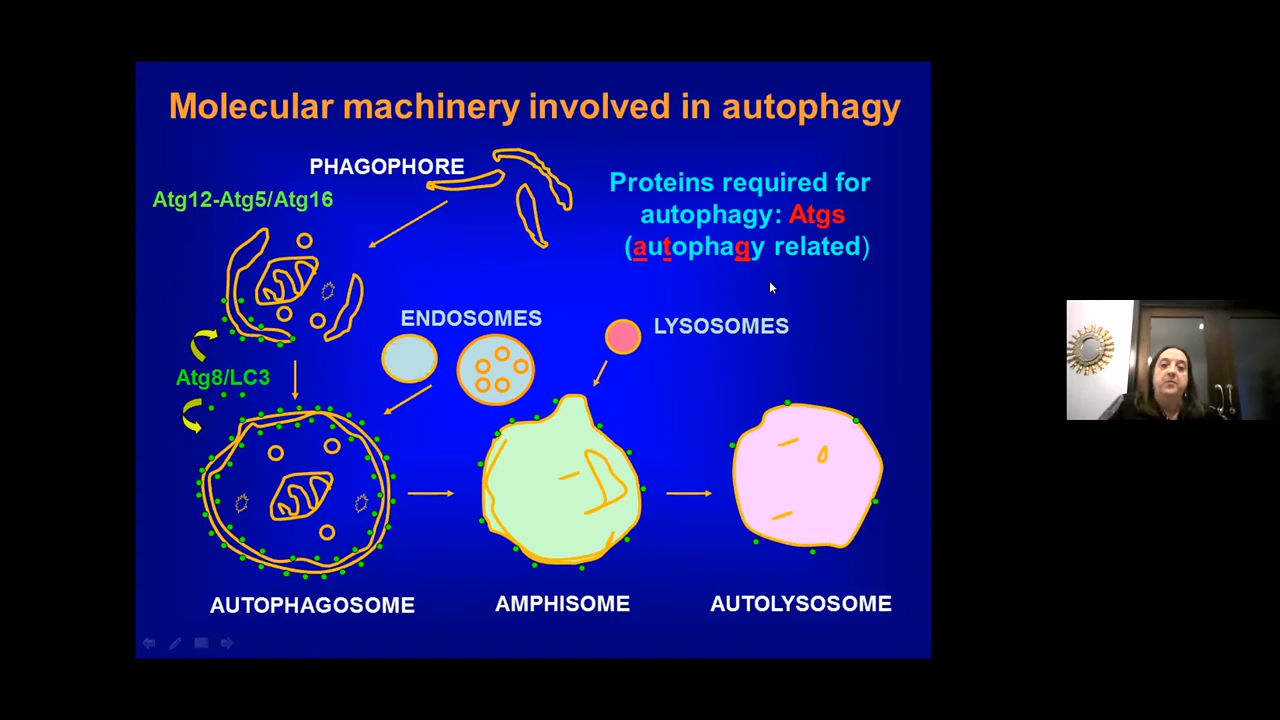 Molecular machinery involved in autophagy
PHAGOPHORE
Atg12-Atg5/Atg16
Proteins required for
autophagy: Atgs
(autophagy related)
ENDOSOMES
LYSOSOMES
Atg8/LC3
AUTOPHAGOSOME
AMPHISOME
AUTOLYSOSOME